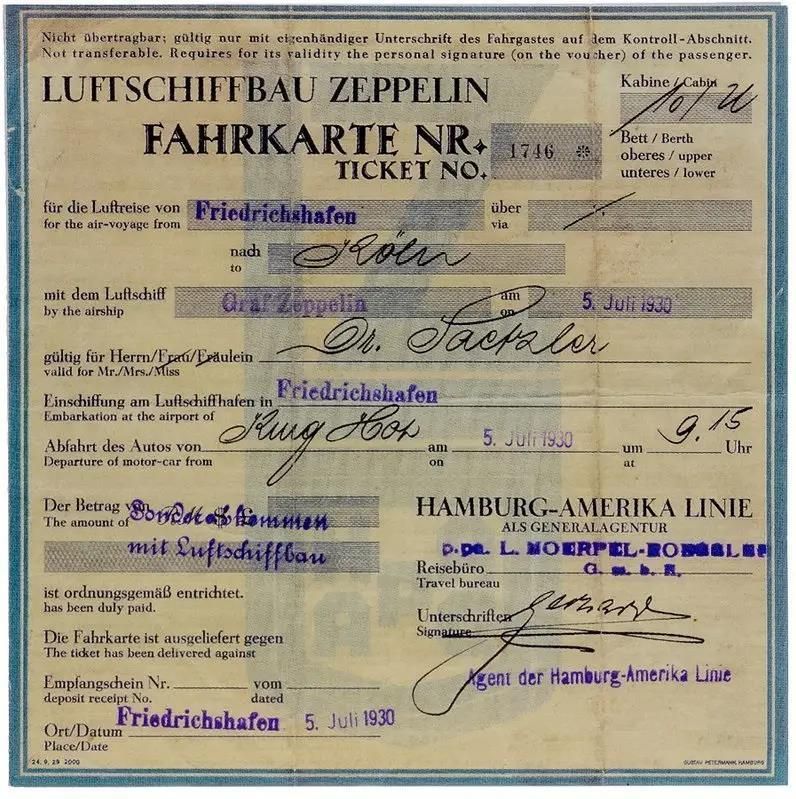 Nicht übertragbar; gültig nur mit eigenhändiger Unterschrift des Fahrgastes auf dem Kontroll-Abschnitt.
Not transferable. Requires for its validity the personal signature (on the voucher) of the passenger.
LUFTSCHIFFBAU ZEPPELIN
Kabine / Cabin
10/
FAHRKARTE NR.
TICKET NO.
1746
Bett / Berth
oberes / upper
unteres / lower
für die Luftreise von Friedrichshafen über
for the air-voyage from via
nach Köln
to
mit dem Luftschiff Graf Zeppelin am 5. Juli 1930
by the airship on
gültig für Herrn/Frau/Fräulein Dr.
valid for Mr./Mrs./Miss
Einschiffung am Luftschiffhafen in Friedrichshafen
Embarkation at the airport of
Abfahrt des Autos von am 5. Juli 1930 um 9.15 Uhr
Departure of motor-car from on at
Der Betrag von Sonderabkommen
The amount of
mit Luftschiffbau
ist ordnungsgemäß entrichtet.
has been duly paid.
Die Fahrkarte ist ausgeliefert gegen
The ticket has been delivered against
Empfangschein Nr. vom
deposit receipt No. dated
Ort/Datum Friedrichshafen 5. Juli 1930
Place/Date
HAMBURG-AMERIKA LINIE
ALS GENERALAGENTUR
p.pa. L.
Reisebüro G. m. b. H.
Travel bureau
Unterschriften
Signature
Agent der Hamburg-Amerika Linie
24. 9. 29 2000
GUSTAV PETERMANN, HAMBURG